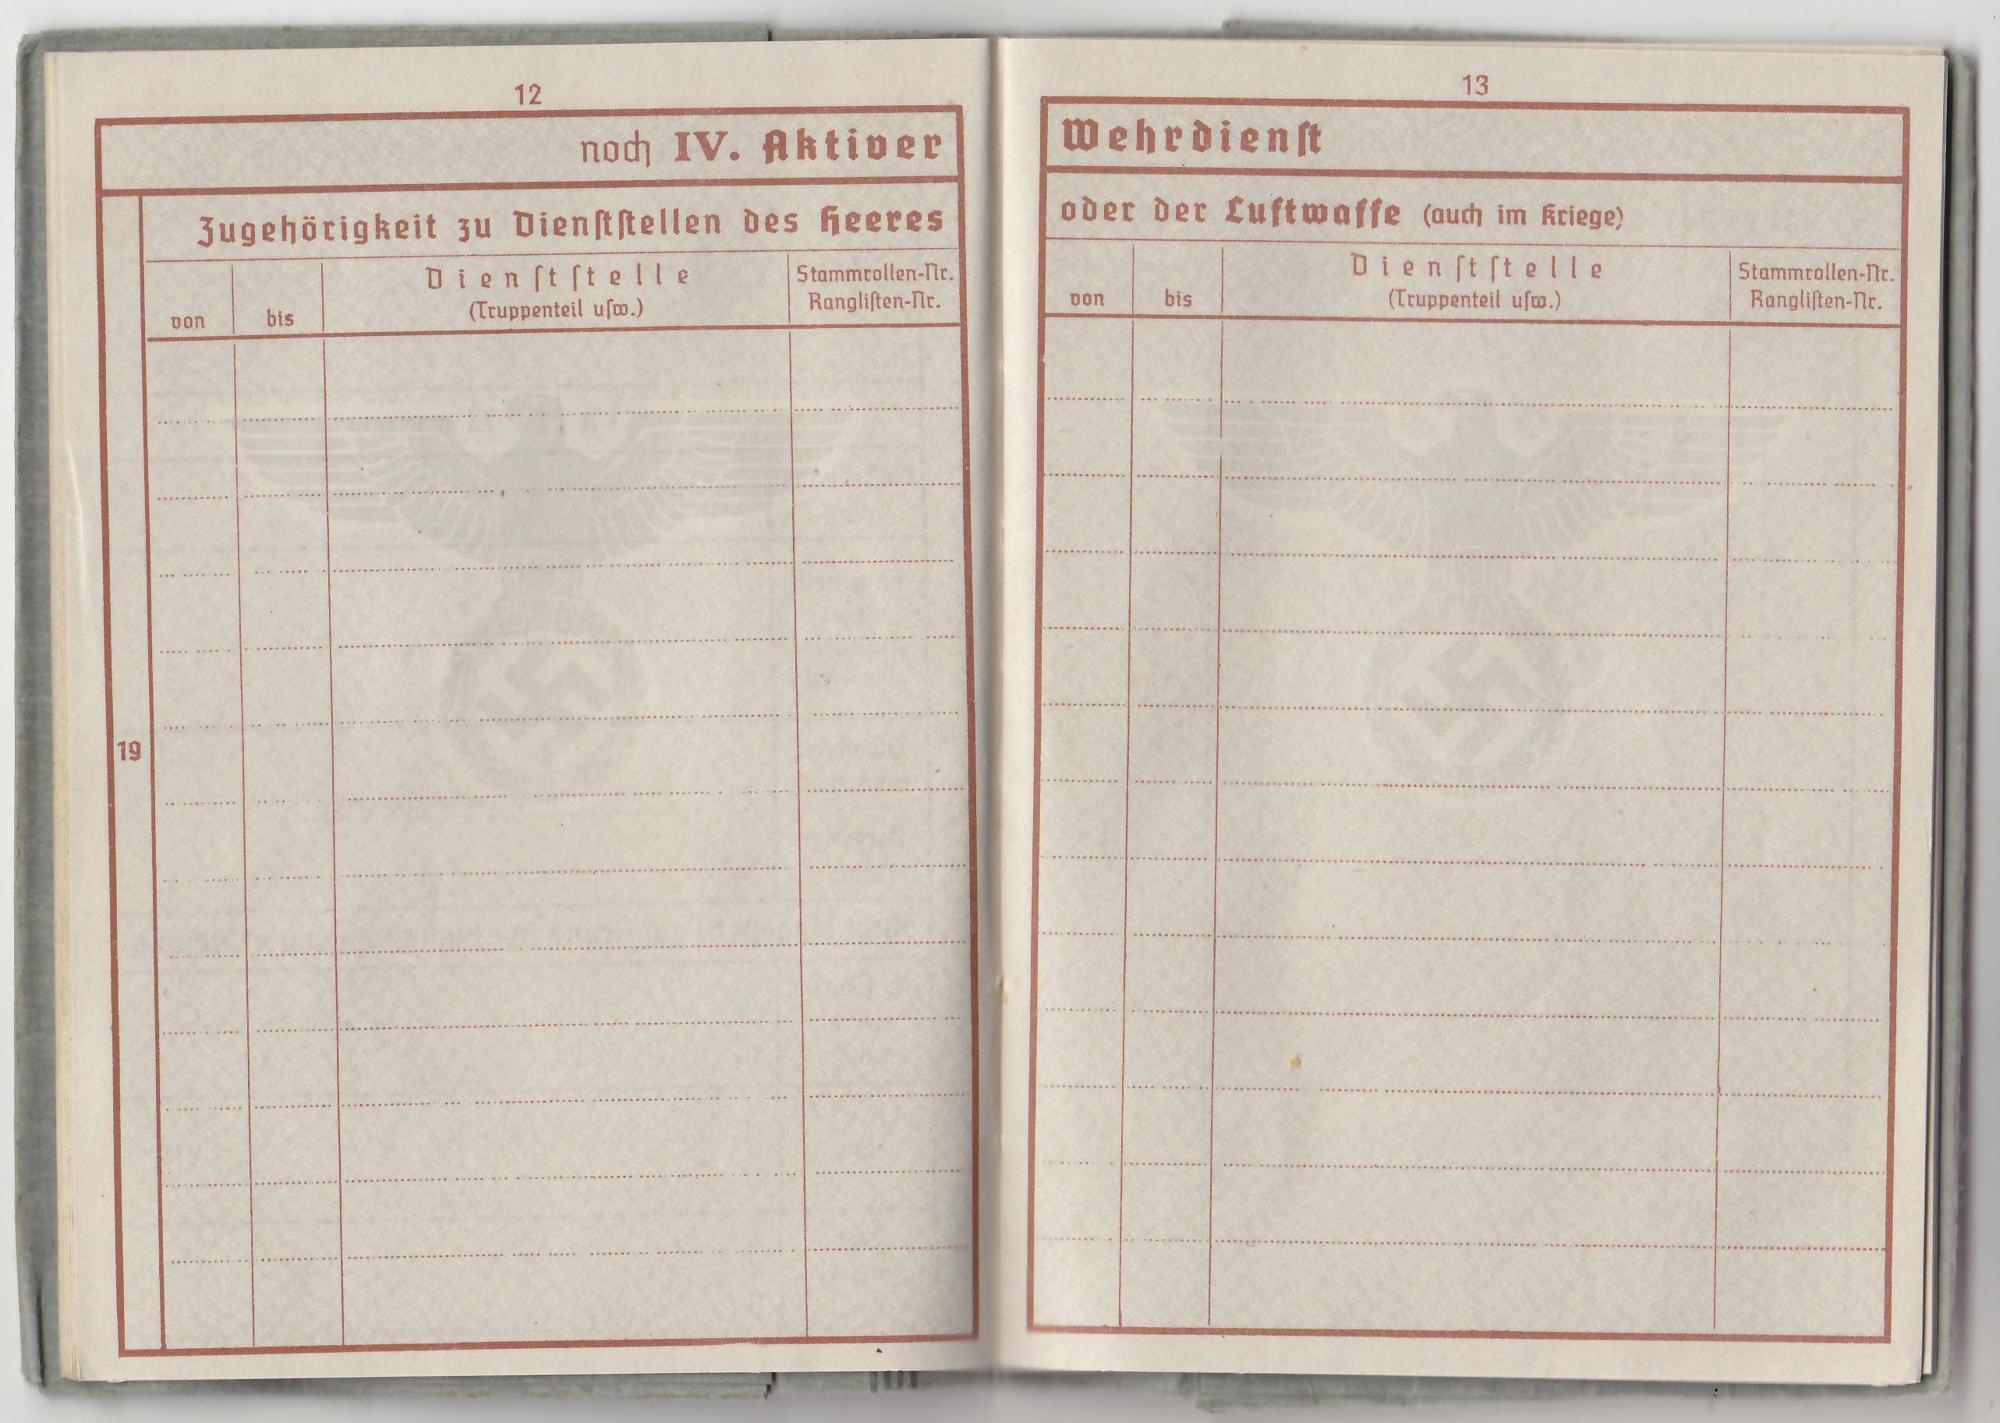 12
noch IV. Aktiver
Zugehörigkeit zu Dienſtſtellen des Heeres
von
bis
Dienſtſtelle
(Truppenteil uſw.)
Stammrollen-Nr.
Rangliſten-Nr.
19
13
Wehrdienſt
oder der Luftwaffe (auch im Kriege)
von
bis
Dienſtſtelle
(Truppenteil uſw.)
Stammrollen-Nr.
Rangliſten-Nr.